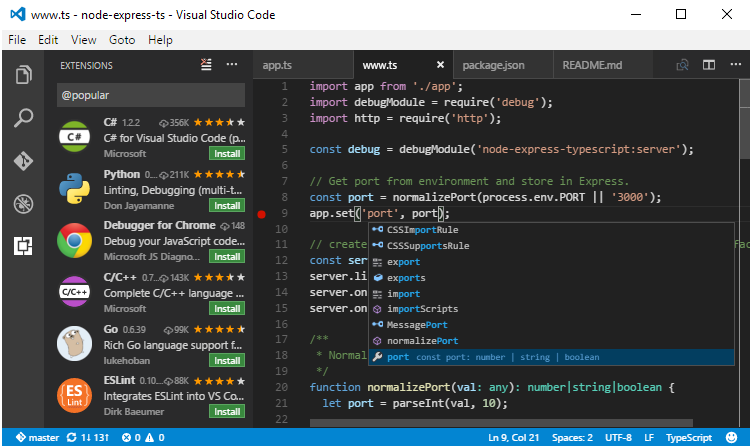 www.ts - node-express-ts - Visual Studio Code
File Edit View Goto Help
EXTENSIONS
@popular
C# 1.2.2 356K
C# for Visual Studio Code (p...
Microsoft Install
Python 0.... 211K
Linting, Debugging (multi-t...
Don Jayamanne Install
Debugger for Chrome 148
Debug your JavaScript code...
Microsoft JS Diagno... Install
C/C++ 0.7... 143K
C/C++
Complete C/C++ language ...
Microsoft Install
Go 0.6.39 99K
Rich Go language support f...
lukehoban Install
ESLint 0.10... 88K
ES
Lint
Integrates ESLint into VS Co...
Dirk Baeumer Install
app.ts www.ts package.json README.md
1 import app from './app';
2 import debugModule = require('debug');
3 import http = require('http');
4
5 const debug = debugModule('node-express-typescript:server');
6
7 // Get port from environment and store in Express.
8 const port = normalizePort(process.env.PORT || '3000');
9 app.set('port', port);
10
11 // create
12 const ser
13 server.li
14 server.on
15 server.on
16
17 /**
18 * Normal
19 */
20 function normalizePort(val: any): number|string|boolean {
21 let port = parseInt(val, 10);
22
CSSImportRule
CSSSupportsRule
export
exports
import
importScripts
MessagePort
normalizePort
port const port: number | string | boolean
master 1↓ 13↑ 0 0 Ln 9, Col 21 Spaces: 2 UTF-8 LF TypeScript